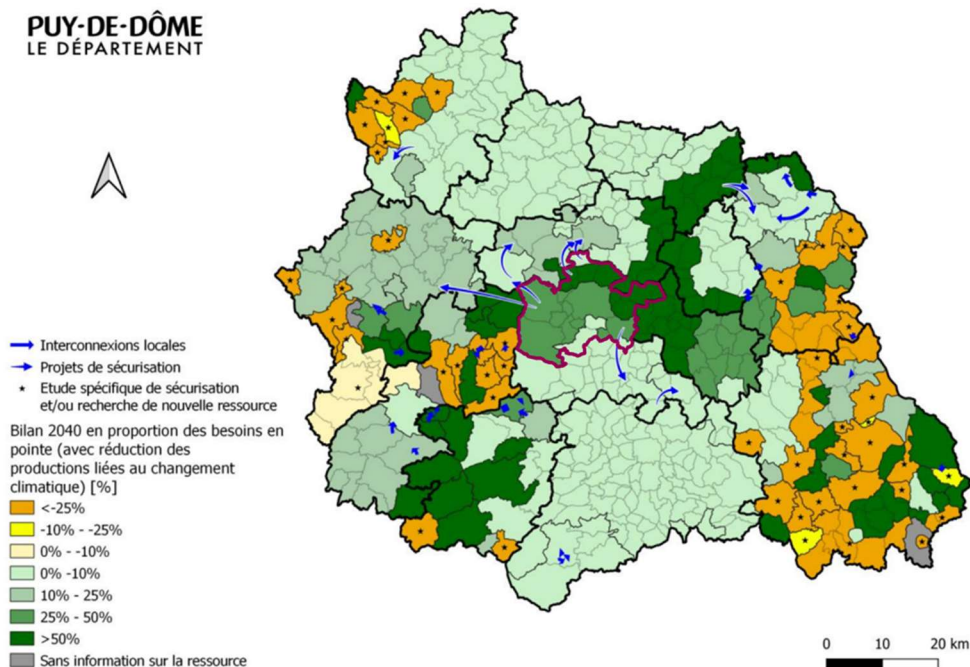 PUY-DE-DÔME
LE DÉPARTEMENT
Interconnexions locales
Projets de sécurisation
Etude spécifique de sécurisation
et/ou recherche de nouvelle ressource
Bilan 2040 en proportion des besoins en
pointe (avec réduction des
productions liées au changement
climatique) [%]
<-25%
-10% - -25%
0% - -10%
0% -10%
10% - 25%
25% - 50%
>50%
Sans information sur la ressource
0 10 20 km